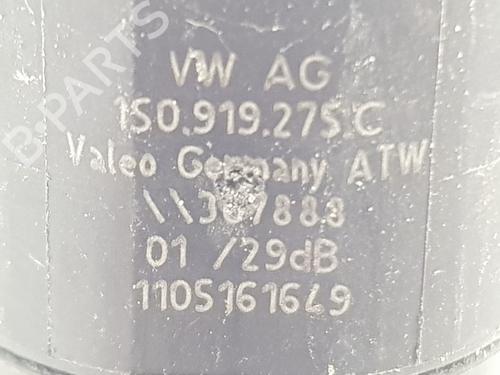 B-PARTS
VW AG
1S0.919.275.C
Valeo Germany ATW
01 /29dB
1105161649